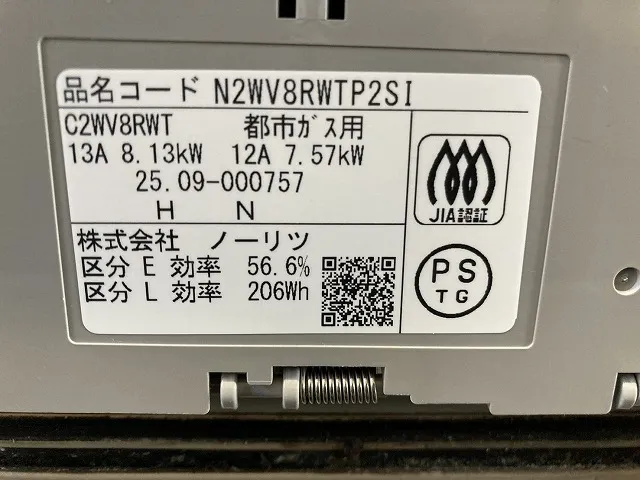 品名コード N2WV8RWTP2SI
C2WV8RWT 都市ガス用
13A 8.13kW 12A 7.57kW
25.09-000757
H N
株式会社 ノーリツ
区分 E 効率 56.6%
区分 L 効率 206Wh
JIA認証
PS
TG